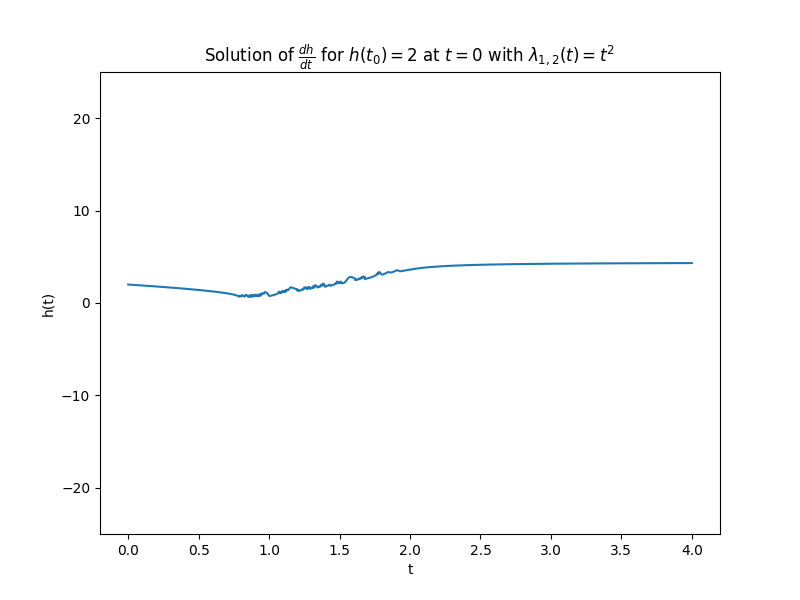 Solution of dh/dt for h(t₀) = 2 at t = 0 with λ₁,₂(t) = t²
h(t)
20
10
0
−10
−20
0.0 0.5 1.0 1.5 2.0 2.5 3.0 3.5 4.0
t